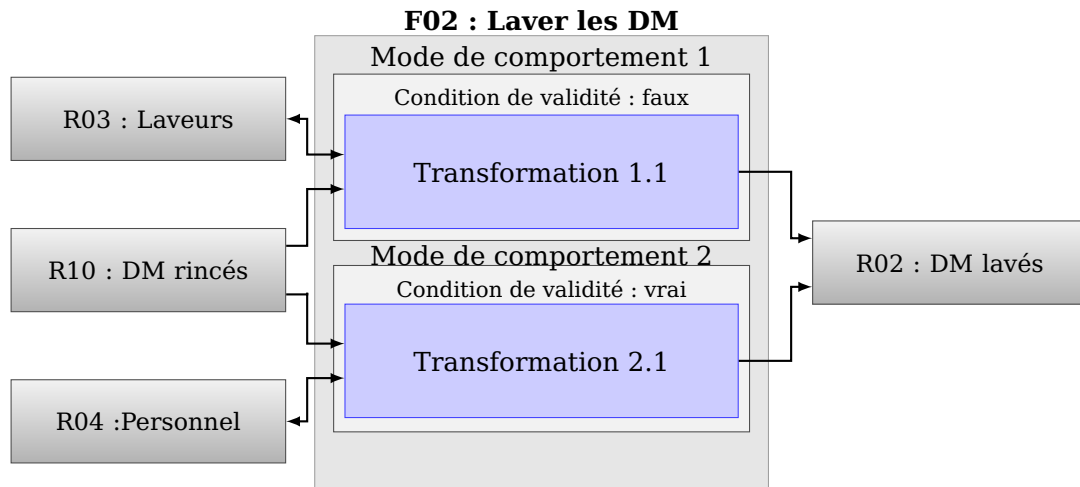 F02 : Laver les DM
Mode de comportement 1
Condition de validité : faux
R03 : Laveurs
Transformation 1.1
R10 : DM rincés
Mode de comportement 2
R02 : DM lavés
Condition de validité : vrai
Transformation 2.1
R04 :Personnel